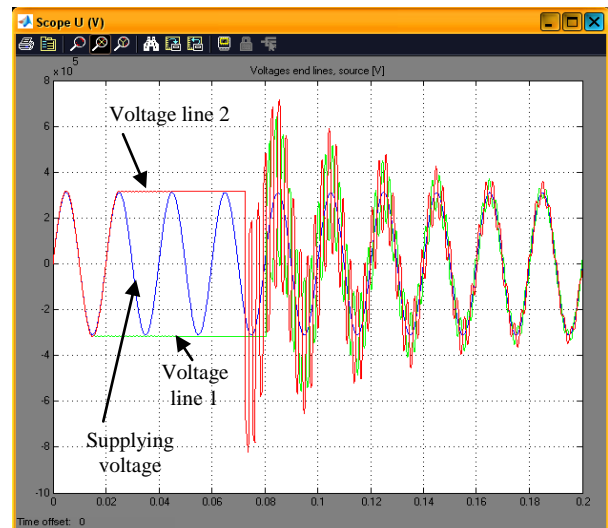 Scope U (V)
x 10
5
Voltages end lines, source [V]
8
6
4
2
0
-2
-4
-6
-8
-10
Voltage line 2
Voltage
line 1
Supplying
voltage
0
0.02
0.04
0.06
0.08
0.1
0.12
0.14
0.16
0.18
0.2
Time offset: 0